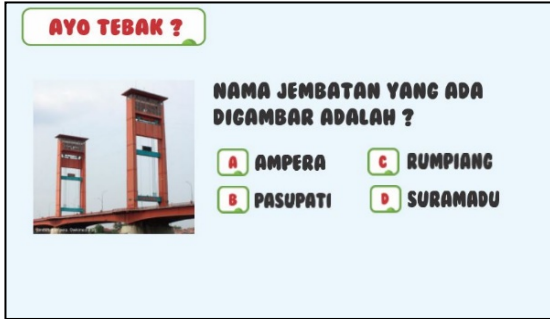 AYO TEBAK ?
NAMA JEMBATAN YANG ADA
DIGAMBAR ADALAH ?
A AMPERA
C RUMPIANG
B PASUPATI
D SURAMADU